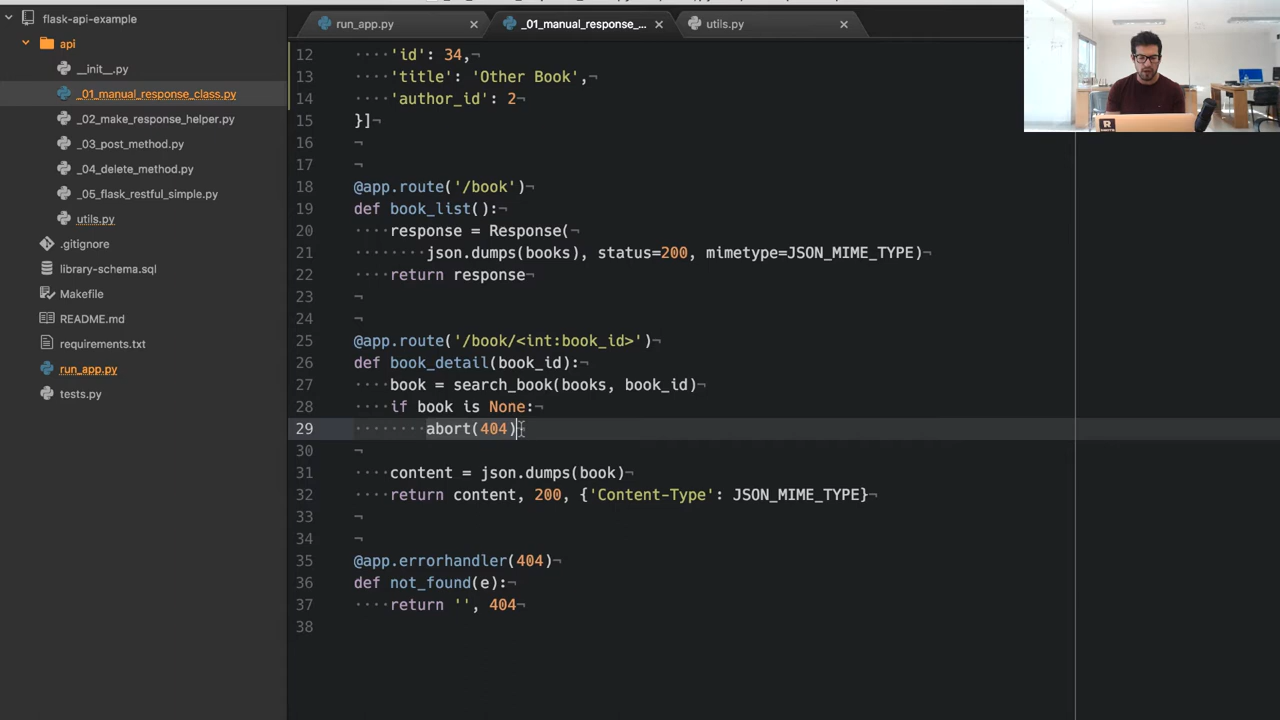 flask-api-example
api
__init__.py
_01_manual_response_class.py
_02_make_response_helper.py
_03_post_method.py
_04_delete_method.py
_05_flask_restful_simple.py
utils.py
.gitignore
library-schema.sql
Makefile
README.md
requirements.txt
run_app.py
tests.py
run_app.py
_01_manual_response_...
utils.py
12 ····'id': 34,¬
13 ····'title': 'Other Book',¬
14 ····'author_id': 2¬
15 }]¬
16 ¬
17 ¬
18 @app.route('/book')¬
19 def book_list():¬
20 ····response = Response(¬
21 ········json.dumps(books), status=200, mimetype=JSON_MIME_TYPE)¬
22 ····return response¬
23 ¬
24 ¬
25 @app.route('/book/<int:book_id>')¬
26 def book_detail(book_id):¬
27 ····book = search_book(books, book_id)¬
28 ····if book is None:¬
29 ········abort(404)¬
30 ¬
31 ····content = json.dumps(book)¬
32 ····return content, 200, {'Content-Type': JSON_MIME_TYPE}¬
33 ¬
34 ¬
35 @app.errorhandler(404)¬
36 def not_found(e):¬
37 ····return '', 404¬
38